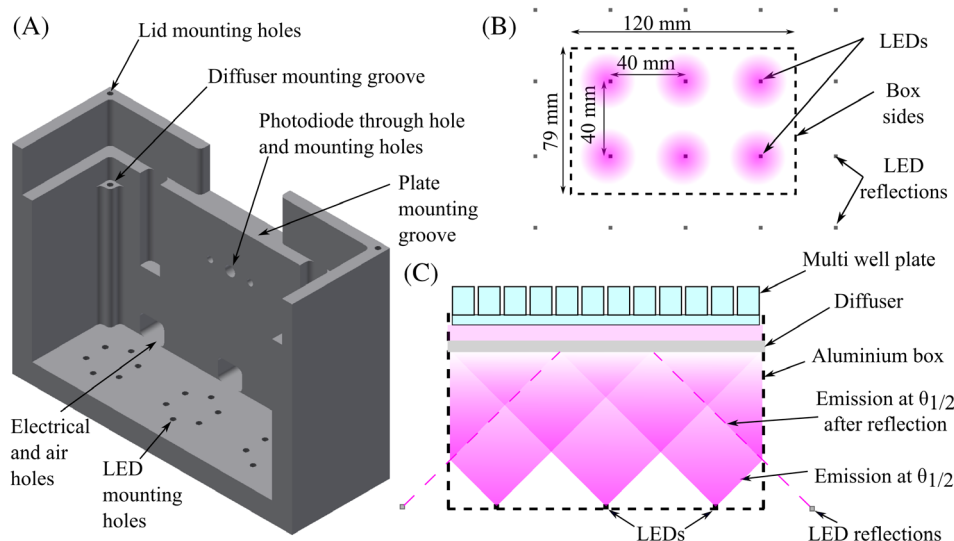 (A)
Lid mounting holes
Diffuser mounting groove
Photodiode through hole
and mounting holes
Plate
mounting
groove
Electrical
and air
holes
LED
mounting
holes
(B)
120 mm
40 mm
40 mm
79 mm
LEDs
Box
sides
LED
reflections
(C)
Multi well plate
Diffuser
Aluminium box
Emission at θ1/2
after reflection
Emission at θ1/2
LEDs
LED reflections